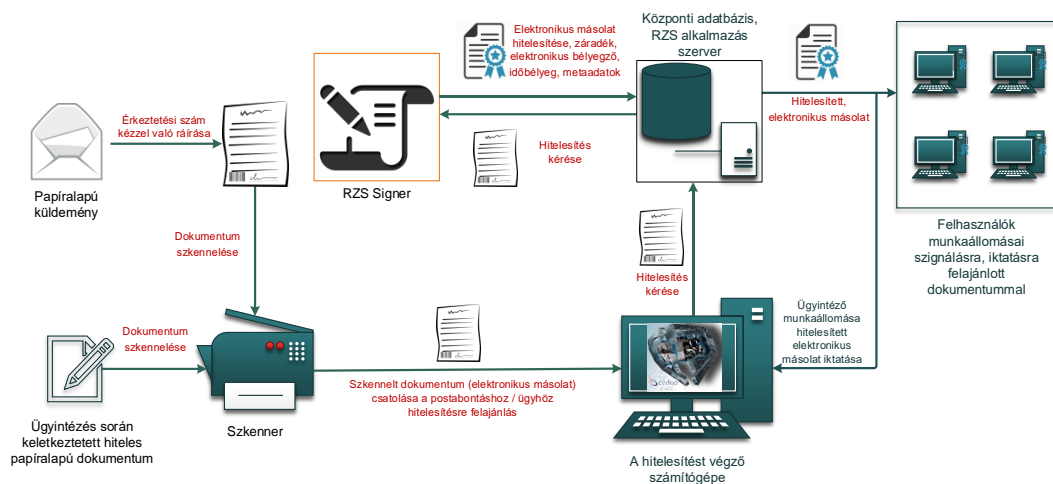 Elektronikus másolat
hitelesítése, záradék,
elektronikus bélyegző,
időbélyeg, metaadatok
Központi adatbázis,
RZS alkalmazás
szerver
Hitelesített,
elektronikus másolat
Érkeztetési szám
kézzel való ráírása
Hitelesítés
kérése
Papíralapú
küldemény
RZS Signer
Felhasználók
munkaállomásai
szignálásra, iktatásra
felajánlott
dokumentummal
Dokumentum
szkennelése
Hitelesítés
kérése
Ügyintéző
munkaállomása
hitelesített
elektronikus
másolat iktatása
Dokumentum
szkennelése
Szkennelt dokumentum (elektronikus másolat)
csatolása a postabontáshoz / ügyhöz
hitelesítésre felajánlás
Ügyintézés során
keletkeztetett hiteles
papíralapú dokumentum
Szkenner
A hitelesítést végző
számítógépe